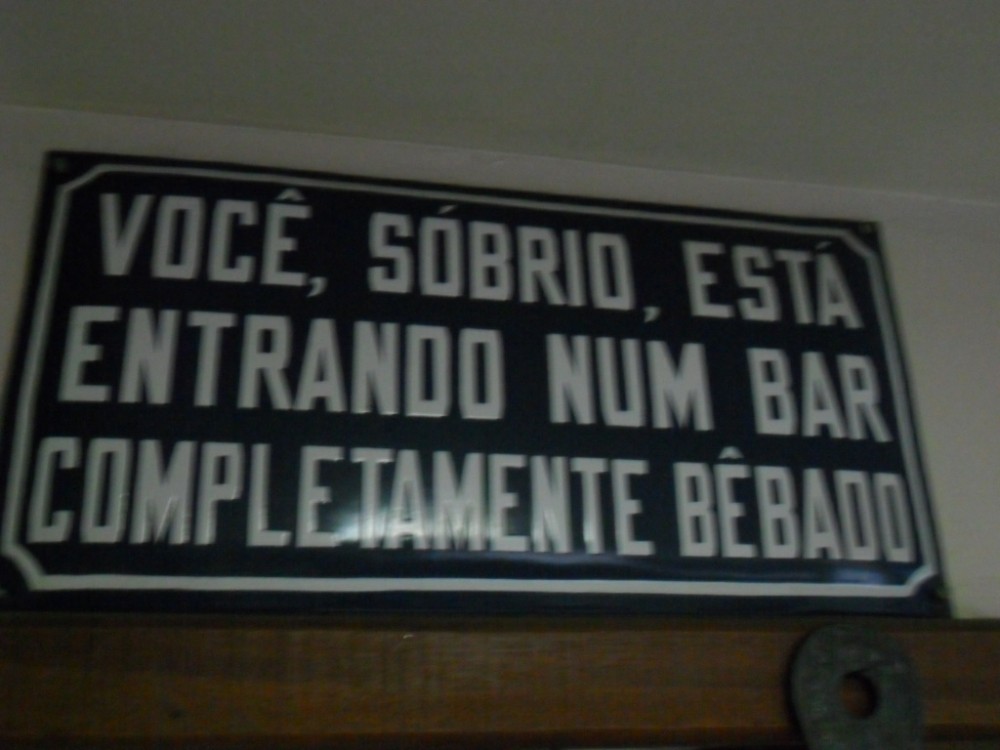 VOCÊ, SÓBRIO, ESTÁ
ENTRANDO NUM BAR
COMPLETAMENTE BÊBADO